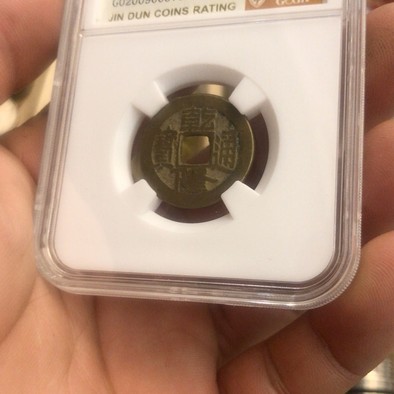 JIN DUN COINS RATING
乾隆通寶